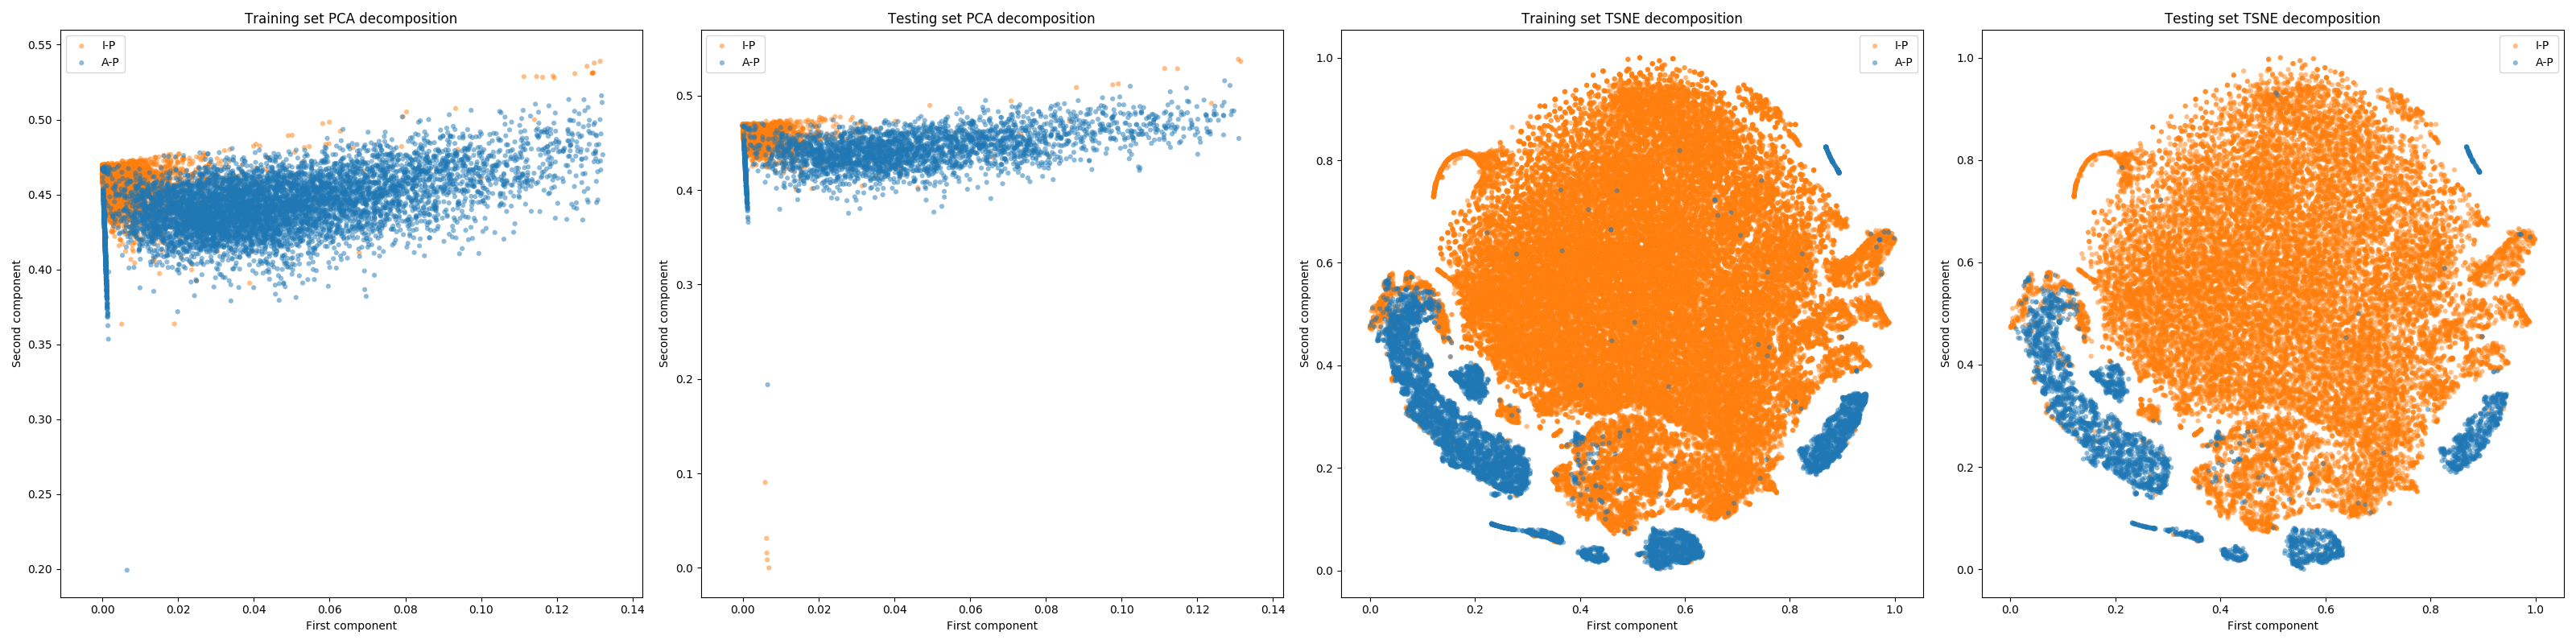 Training set PCA decomposition
I-P
A-P
0.55
0.50
0.45
0.40
0.35
0.30
0.25
0.20
Second component
0.00 0.02 0.04 0.06 0.08 0.10 0.12 0.14
First component
Testing set PCA decomposition
I-P
A-P
0.5
0.4
0.3
0.2
0.1
0.0
Second component
0.00 0.02 0.04 0.06 0.08 0.10 0.12 0.14
First component
Training set TSNE decomposition
I-P
A-P
1.0
0.8
0.6
0.4
0.2
0.0
Second component
0.0 0.2 0.4 0.6 0.8 1.0
First component
Testing set TSNE decomposition
I-P
A-P
1.0
0.8
0.6
0.4
0.2
0.0
Second component
0.0 0.2 0.4 0.6 0.8 1.0
First component